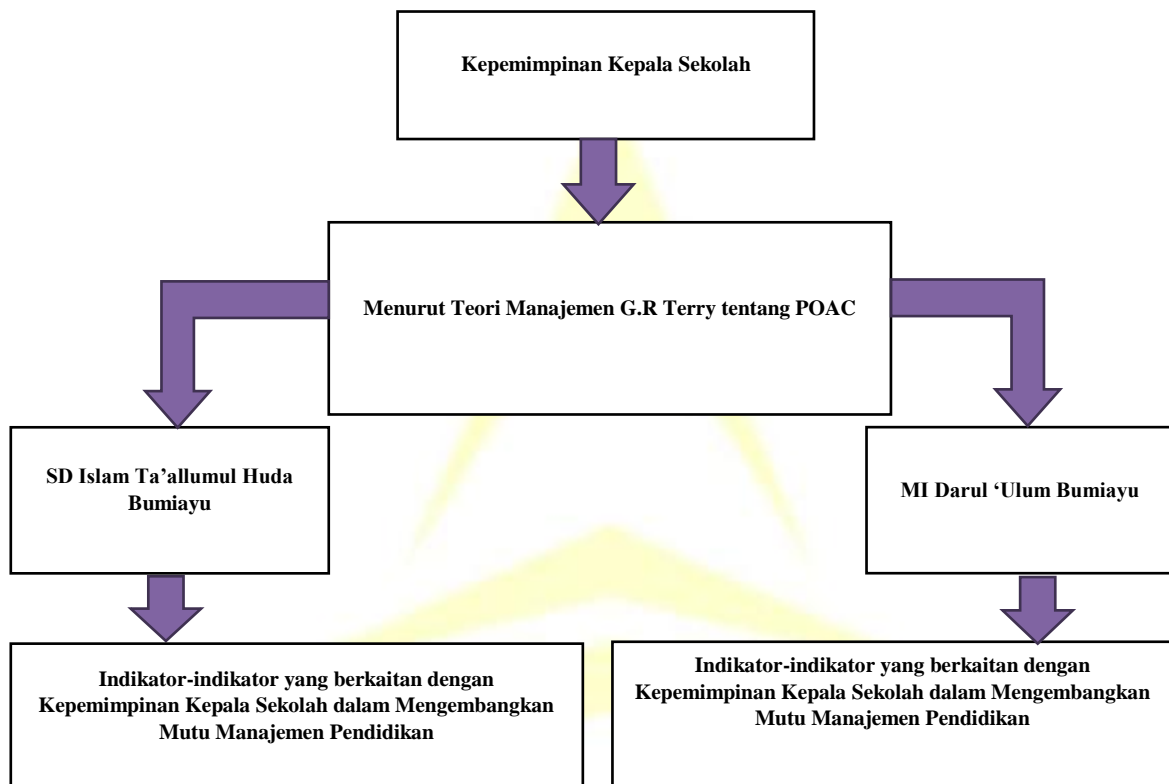 Kepemimpinan Kepala Sekolah
Menurut Teori Manajemen G.R Terry tentang POAC
SD Islam Ta’allumul Huda
Bumiayu
MI Darul ‘Ulum Bumiayu
Indikator-indikator yang berkaitan dengan
Kepemimpinan Kepala Sekolah dalam Mengembangkan
Mutu Manajemen Pendidikan
Indikator-indikator yang berkaitan dengan
Kepemimpinan Kepala Sekolah dalam Mengembangkan
Mutu Manajemen Pendidikan